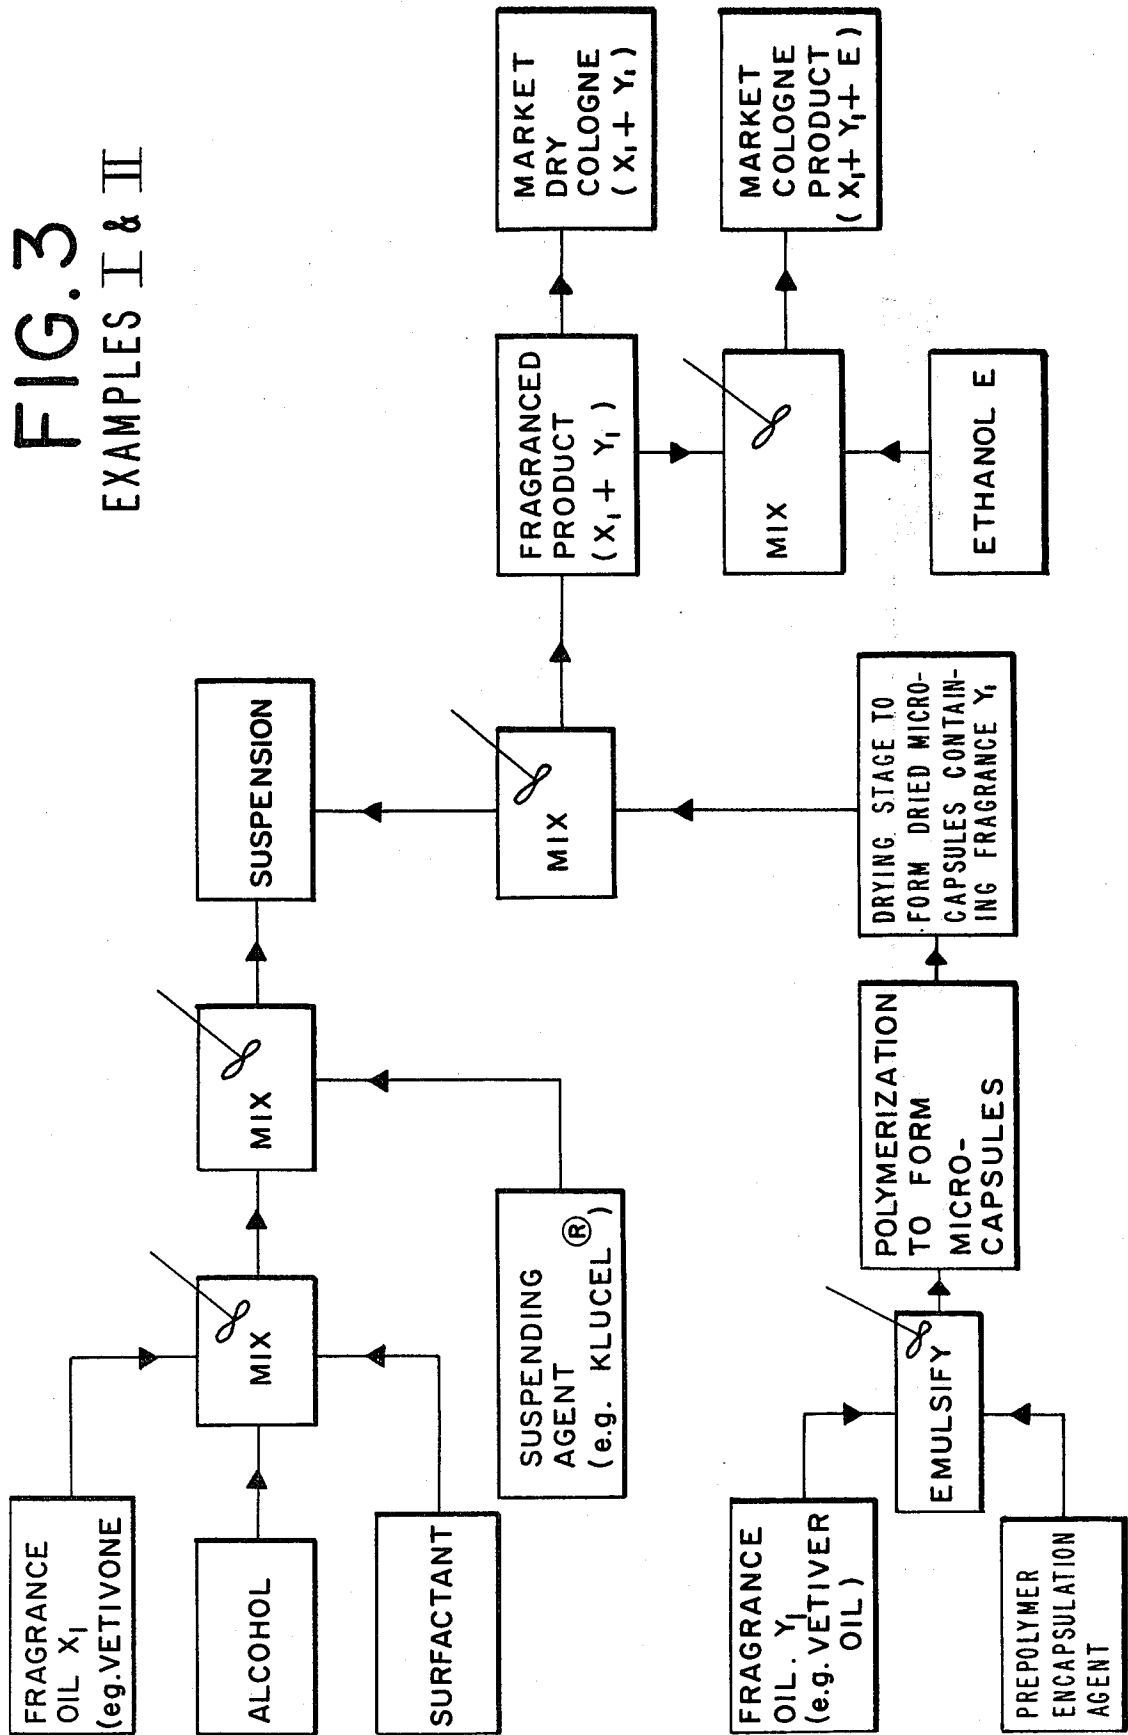 FIG. 3
EXAMPLES I & II
FRAGRANCE
OIL X₁
(eg. VETIVONE
ALCOHOL
SURFACTANT
MIX
SUSPENDING
AGENT
(e.g. KLUCEL ®)
MIX
SUSPENSION
FRAGRANCE
OIL. Y₁
(e.g. VETIVER
OIL)
PREPOLYMER
ENCAPSULATION
AGENT
EMULSIFY
POLYMERIZATION
TO FORM
MICRO-
CAPSULES
DRYING STAGE TO
FORM DRIED MICRO-
CAPSULES CONTAIN-
ING FRAGRANCE Y₁
MIX
FRAGRANCED
PRODUCT
(X₁ + Y₁)
MARKET
DRY
COLOGNE
(X₁ + Y₁)
MIX
ETHANOL E
MARKET
COLOGNE
PRODUCT
(X₁ + Y₁ + E)